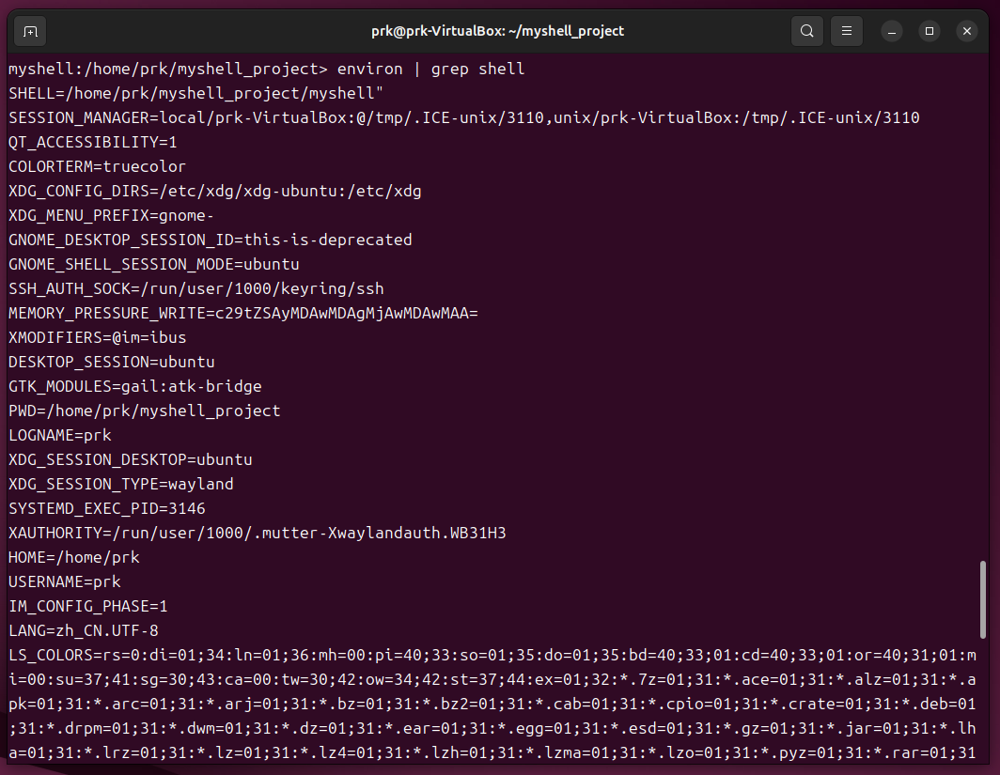 prk@prk-VirtualBox: ~/myshell_project
myshell:/home/prk/myshell_project> environ | grep shell
SHELL=/home/prk/myshell_project/myshell"
SESSION_MANAGER=local/prk-VirtualBox:@/tmp/.ICE-unix/3110,unix/prk-VirtualBox:/tmp/.ICE-unix/3110
QT_ACCESSIBILITY=1
COLORTERM=truecolor
XDG_CONFIG_DIRS=/etc/xdg/xdg-ubuntu:/etc/xdg
XDG_MENU_PREFIX=gnome-
GNOME_DESKTOP_SESSION_ID=this-is-deprecated
GNOME_SHELL_SESSION_MODE=ubuntu
SSH_AUTH_SOCK=/run/user/1000/keyring/ssh
MEMORY_PRESSURE_WRITE=c29tZSAyMDAwMDAgMjAwMDAwMAA=
XMODIFIERS=@im=ibus
DESKTOP_SESSION=ubuntu
GTK_MODULES=gail:atk-bridge
PWD=/home/prk/myshell_project
LOGNAME=prk
XDG_SESSION_DESKTOP=ubuntu
XDG_SESSION_TYPE=wayland
SYSTEMD_EXEC_PID=3146
XAUTHORITY=/run/user/1000/.mutter-Xwaylandauth.WB31H3
HOME=/home/prk
USERNAME=prk
IM_CONFIG_PHASE=1
LANG=zh_CN.UTF-8
LS_COLORS=rs=0:di=01;34:ln=01;36:mh=00:pi=40;33:so=01;35:do=01;35:bd=40;33;01:cd=40;33;01:or=40;31;01:m
i=00:su=37;41:sg=30;43:ca=00:tw=30;42:ow=34;42:st=37;44:ex=01;32:*.7z=01;31:*.ace=01;31:*.alz=01;31:*.a
pk=01;31:*.arc=01;31:*.arj=01;31:*.bz=01;31:*.bz2=01;31:*.cab=01;31:*.cpio=01;31:*.crate=01;31:*.deb=01
;31:*.drpm=01;31:*.dwm=01;31:*.dz=01;31:*.ear=01;31:*.egg=01;31:*.esd=01;31:*.gz=01;31:*.jar=01;31:*.lh
a=01;31:*.lrz=01;31:*.lz=01;31:*.lz4=01;31:*.lzh=01;31:*.lzma=01;31:*.lzo=01;31:*.pyz=01;31:*.rar=01;31